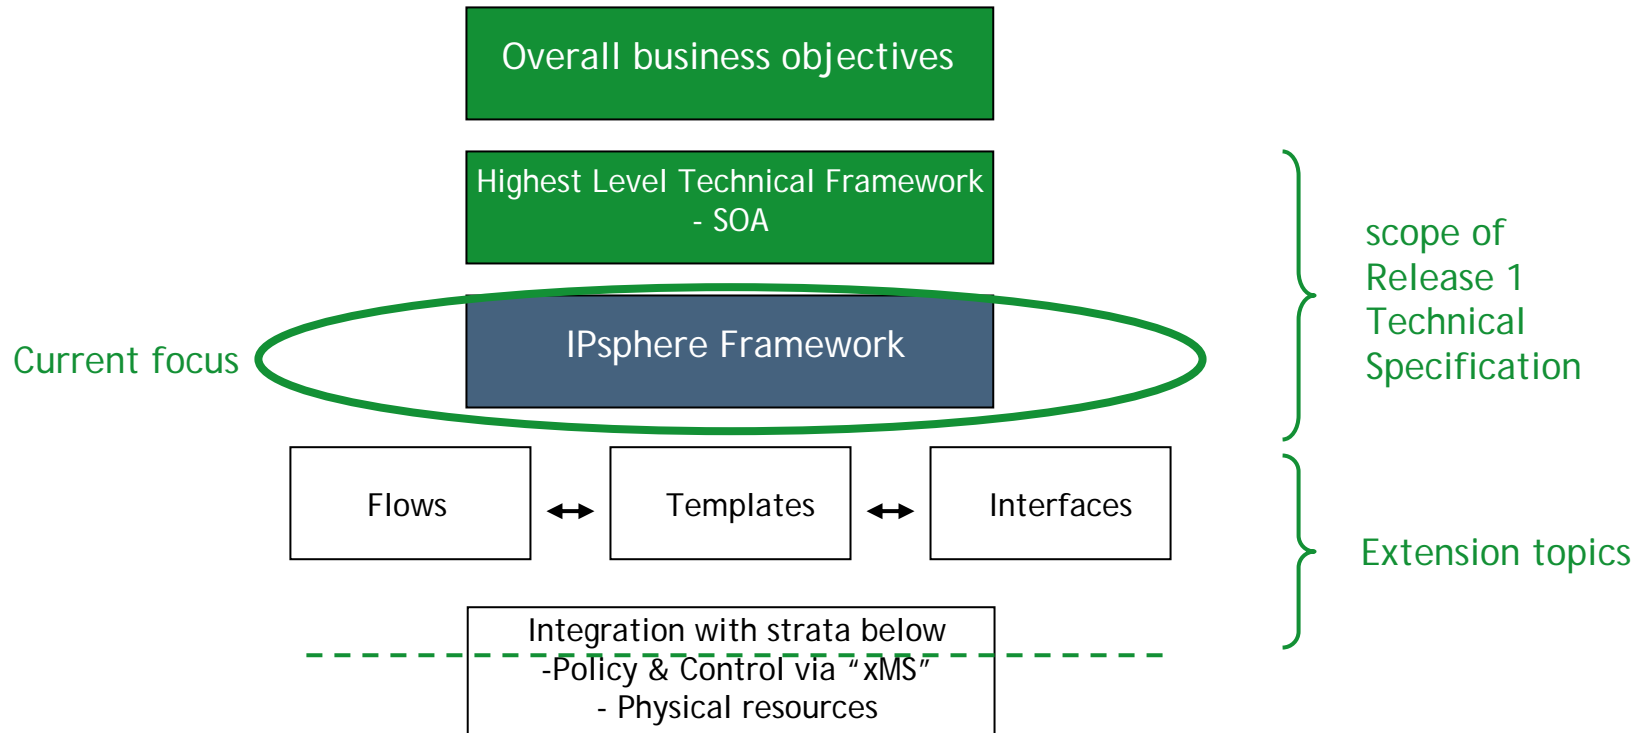 Overall business objectives
Highest Level Technical Framework
- SOA
scope of
Release 1
Technical
Specification
IPsphere Framework
Current focus
Flows
Templates
Interfaces
Extension topics
Integration with strata below
-Policy & Control via “xMS”
- Physical resources